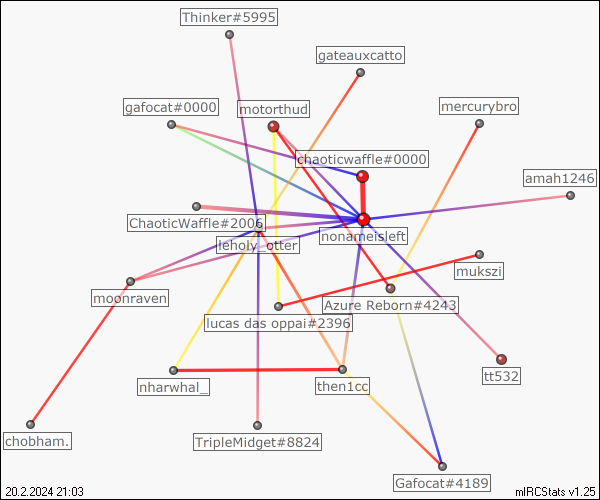 Thinker#5995
gateauxcatto
gafocat#0000
motorthud
mercurybro
chaoticwaffle#0000
amah1246
ChaoticWaffle#2006
nonameisleft
leholy_otter
mukszi
moonraven
Azure Reborn#4243
lucas das oppai#2396
tt532
nharwhal_
then1cc
chobham.
TripleMidget#8824
Gafocat#4189
20.2.2024 21:03
mIRCStats v1.25